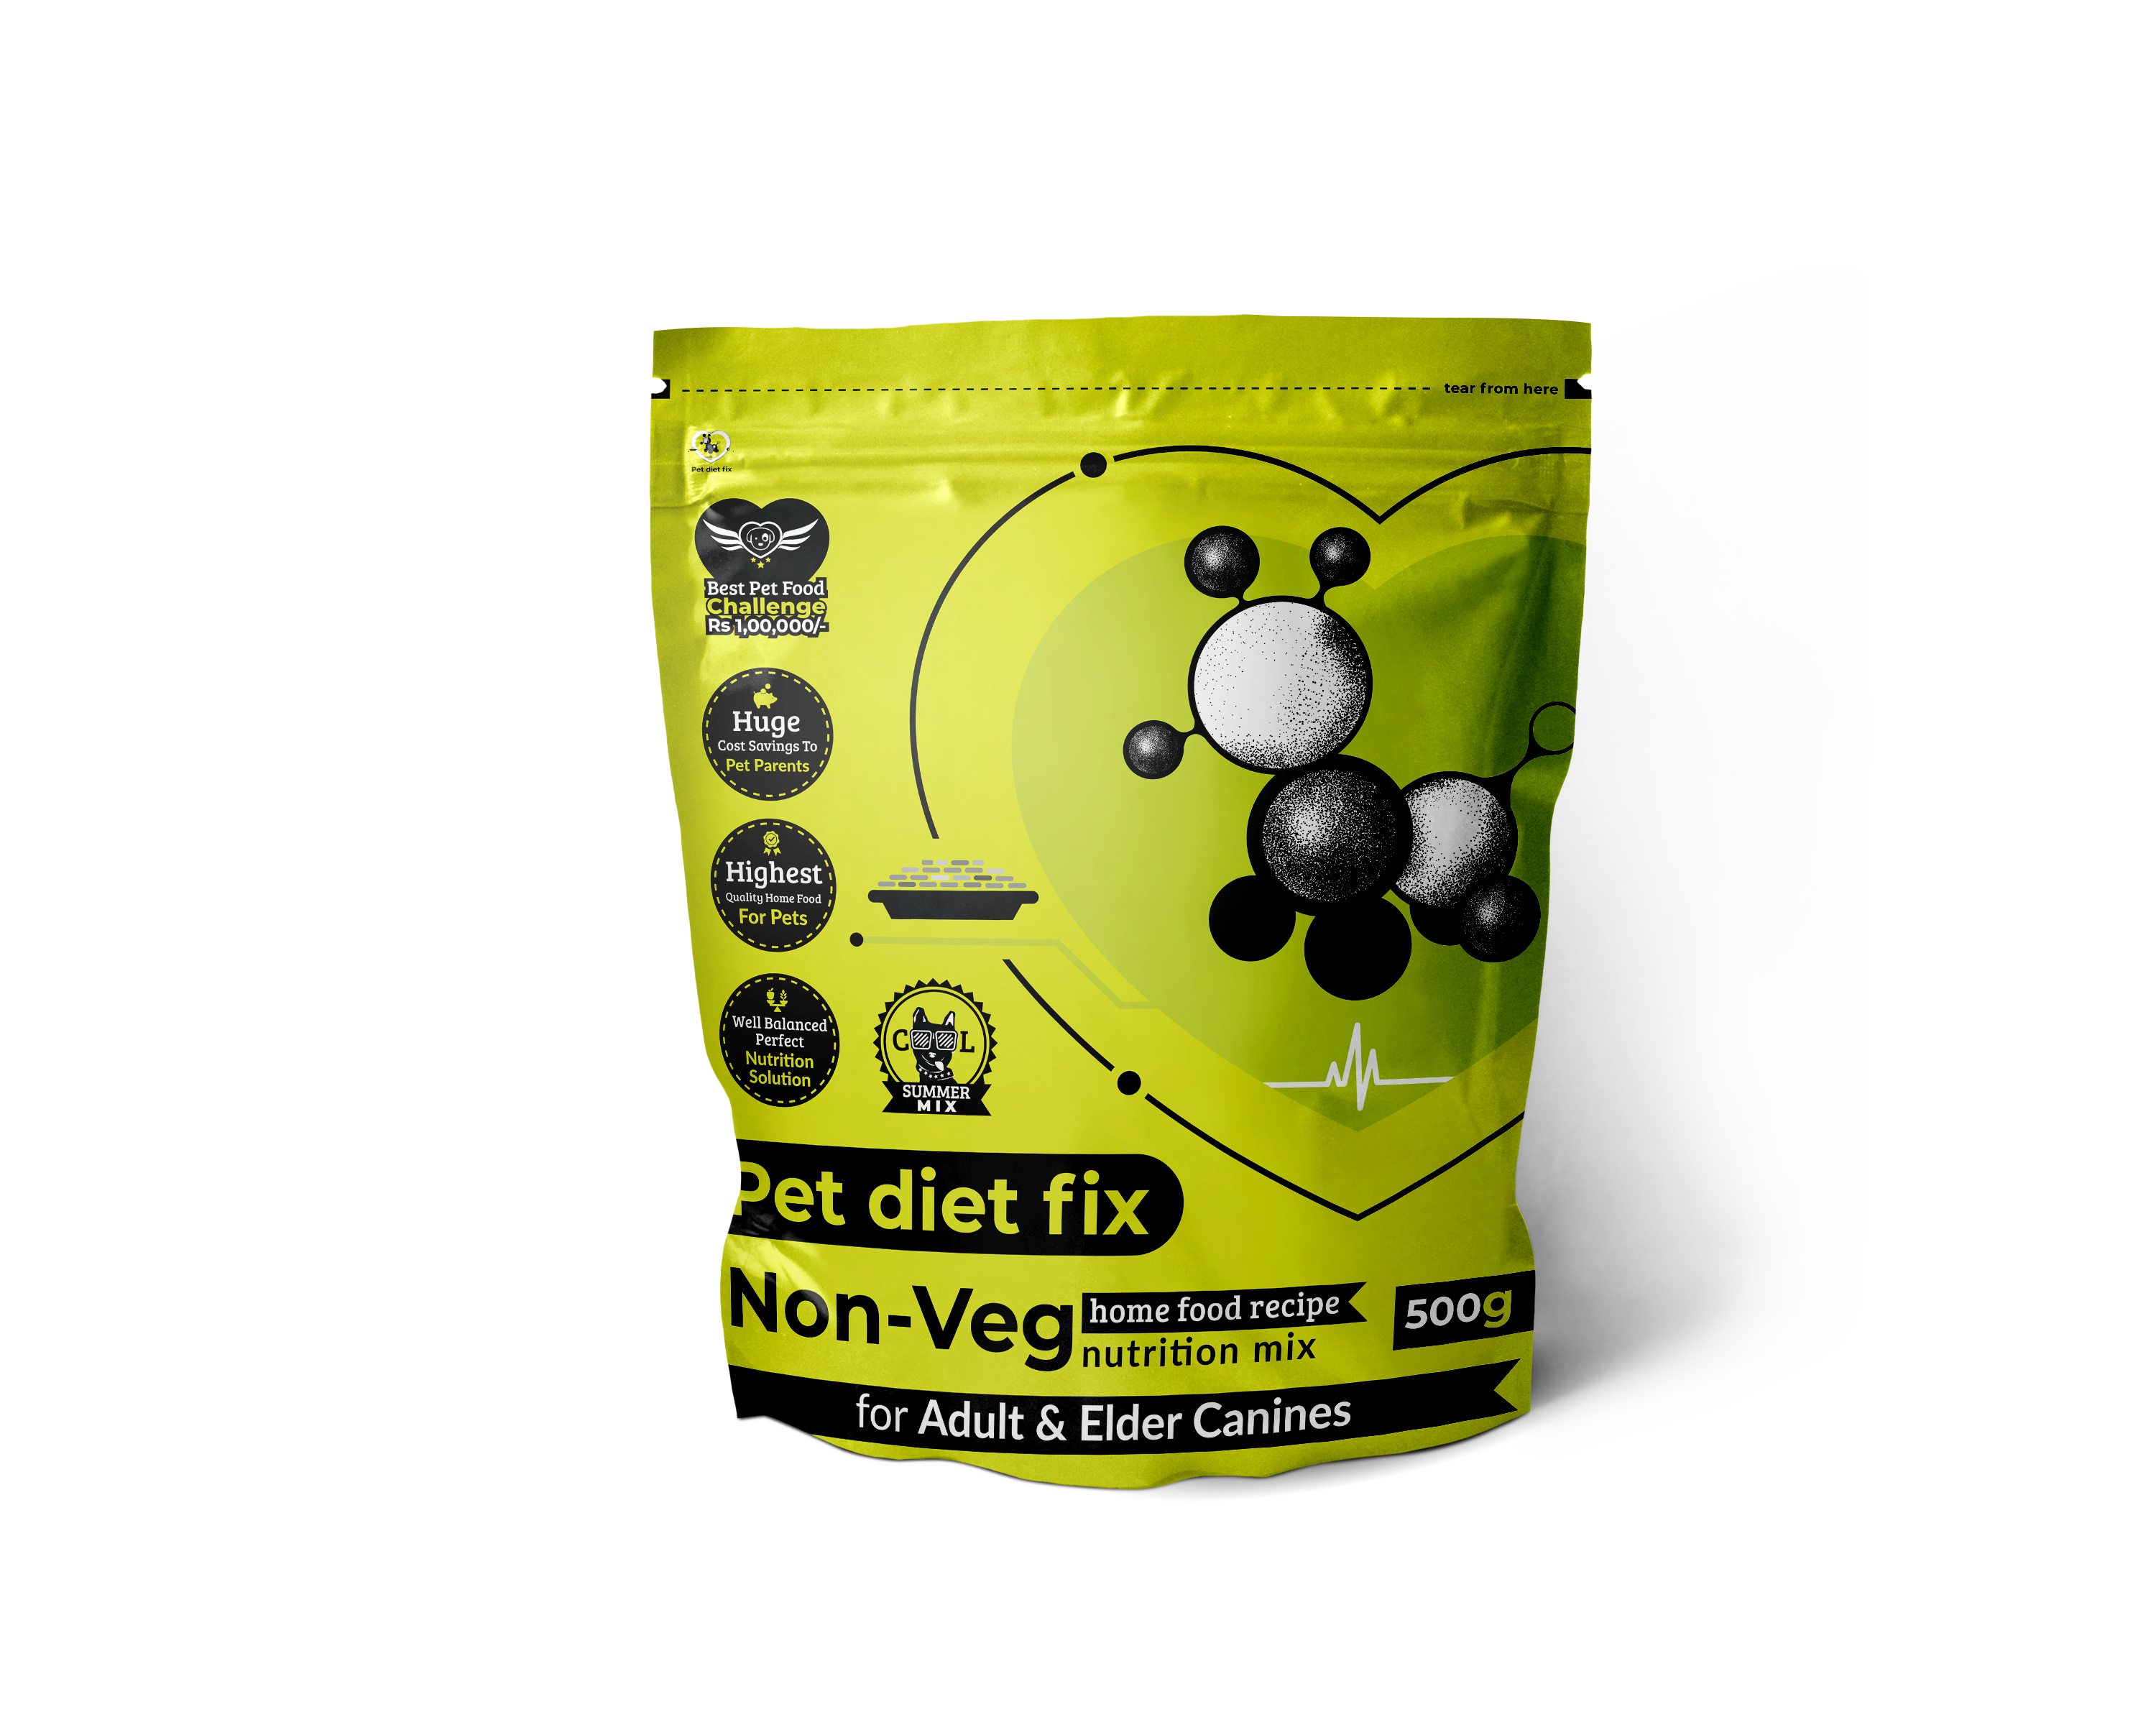 tear from here
Pet diet fix
Best Pet Food
Challenge
Rs 1,00,000/-
Huge
Cost Savings To
Pet Parents
Highest
Quality Home Food
For Pets
Well Balanced
Perfect
Nutrition
Solution
C L
SUMMER
MIX
Pet diet fix
Non-Veg
home food recipe
nutrition mix
500g
for Adult & Elder Canines